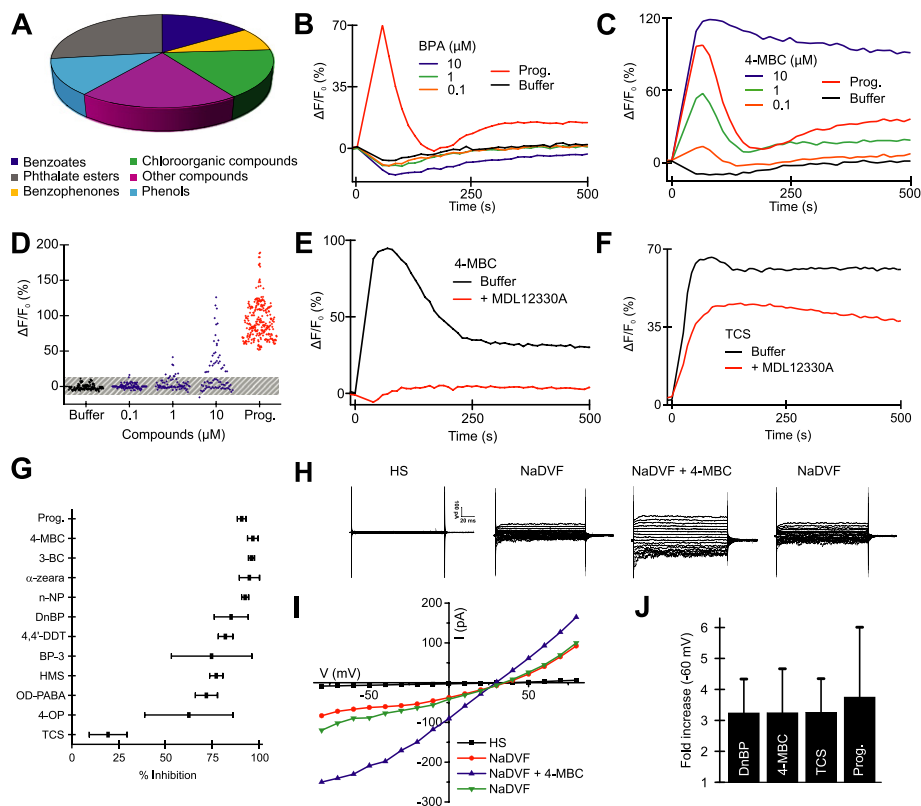 A
Benzoates
Phthalate esters
Benzophenones
Chloroorganic compounds
Other compounds
Phenols
B
ΔF/F₀ (%)
70
35
0
BPA (μM)
10
1
0.1
Prog.
Buffer
0
250
500
Time (s)
C
ΔF/F₀ (%)
120
80
60
0
4-MBC (μM)
10
1
0.1
Prog.
Buffer
0
250
500
Time (s)
D
ΔF/F₀ (%)
200
150
100
50
0
Buffer
0.1
1
10
Prog.
Compounds (μM)
E
ΔF/F₀ (%)
100
50
0
4-MBC
Buffer
+ MDL12330A
0
250
500
Time (s)
F
ΔF/F₀ (%)
70
35
0
TCS
Buffer
+ MDL12330A
0
250
500
Time (s)
G
Prog.
4-MBC
3-BC
α-zeara
n-NP
DnBP
4,4'-DDT
BP-3
HMS
OD-PABA
4-OP
TCS
0
25
50
75
100
% Inhibition
H
HS
NaDVF
NaDVF + 4-MBC
NaDVF
100 pA
20 ms
I
I (pA)
200
100
-100
-200
-300
V (mV)
-50
50
HS
NaDVF
NaDVF + 4-MBC
NaDVF
J
Fold increase (-60 mV)
6
5
4
3
2
1
DnBP
4-MBC
TCS
Prog.